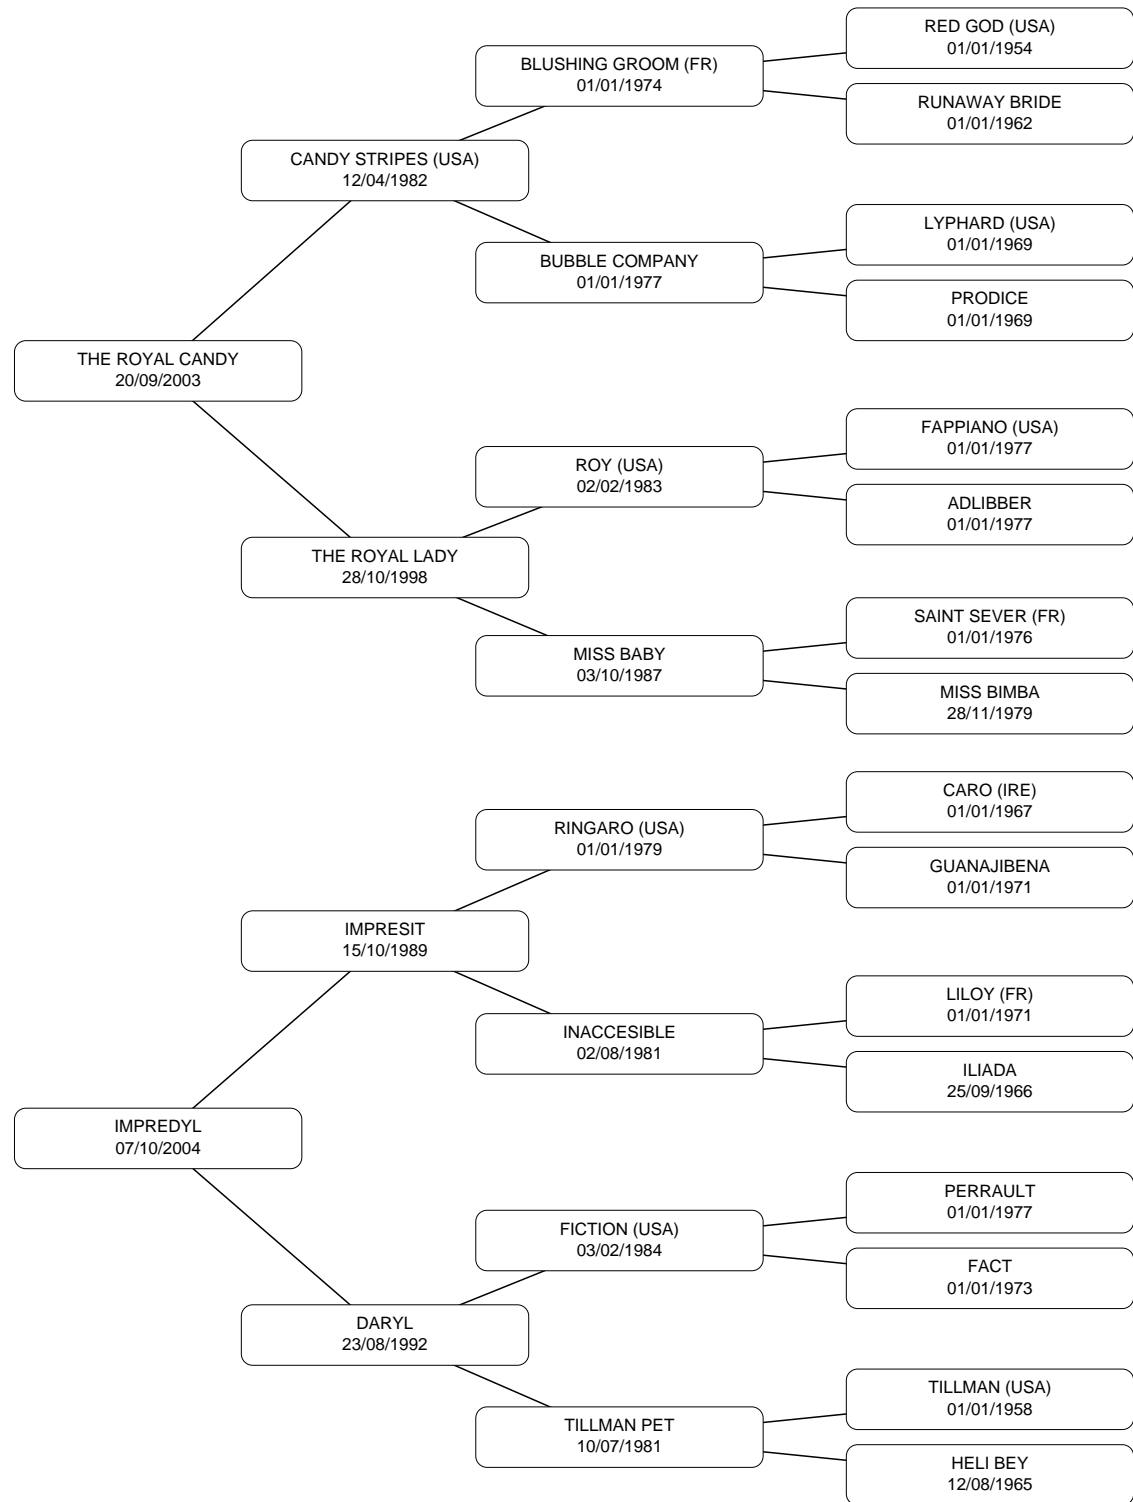 RED GOD (USA)
01/01/1954
BLUSHING GROOM (FR)
01/01/1974
RUNAWAY BRIDE
01/01/1962
CANDY STRIPES (USA)
12/04/1982
LYPHARD (USA)
01/01/1969
BUBBLE COMPANY
01/01/1977
PRODICE
01/01/1969
THE ROYAL CANDY
20/09/2003
FAPPIANO (USA)
01/01/1977
ROY (USA)
02/02/1983
ADLIBBER
01/01/1977
THE ROYAL LADY
28/10/1998
SAINT SEVER (FR)
01/01/1976
MISS BABY
03/10/1987
MISS BIMBA
28/11/1979
CARO (IRE)
01/01/1967
RINGARO (USA)
01/01/1979
GUANAJIBENA
01/01/1971
IMPRESIT
15/10/1989
LILOY (FR)
01/01/1971
INACCESIBLE
02/08/1981
ILIADA
25/09/1966
IMPREDYL
07/10/2004
PERRAULT
01/01/1977
FICTION (USA)
03/02/1984
FACT
01/01/1973
DARYL
23/08/1992
TILLMAN (USA)
01/01/1958
TILLMAN PET
10/07/1981
HELI BEY
12/08/1965